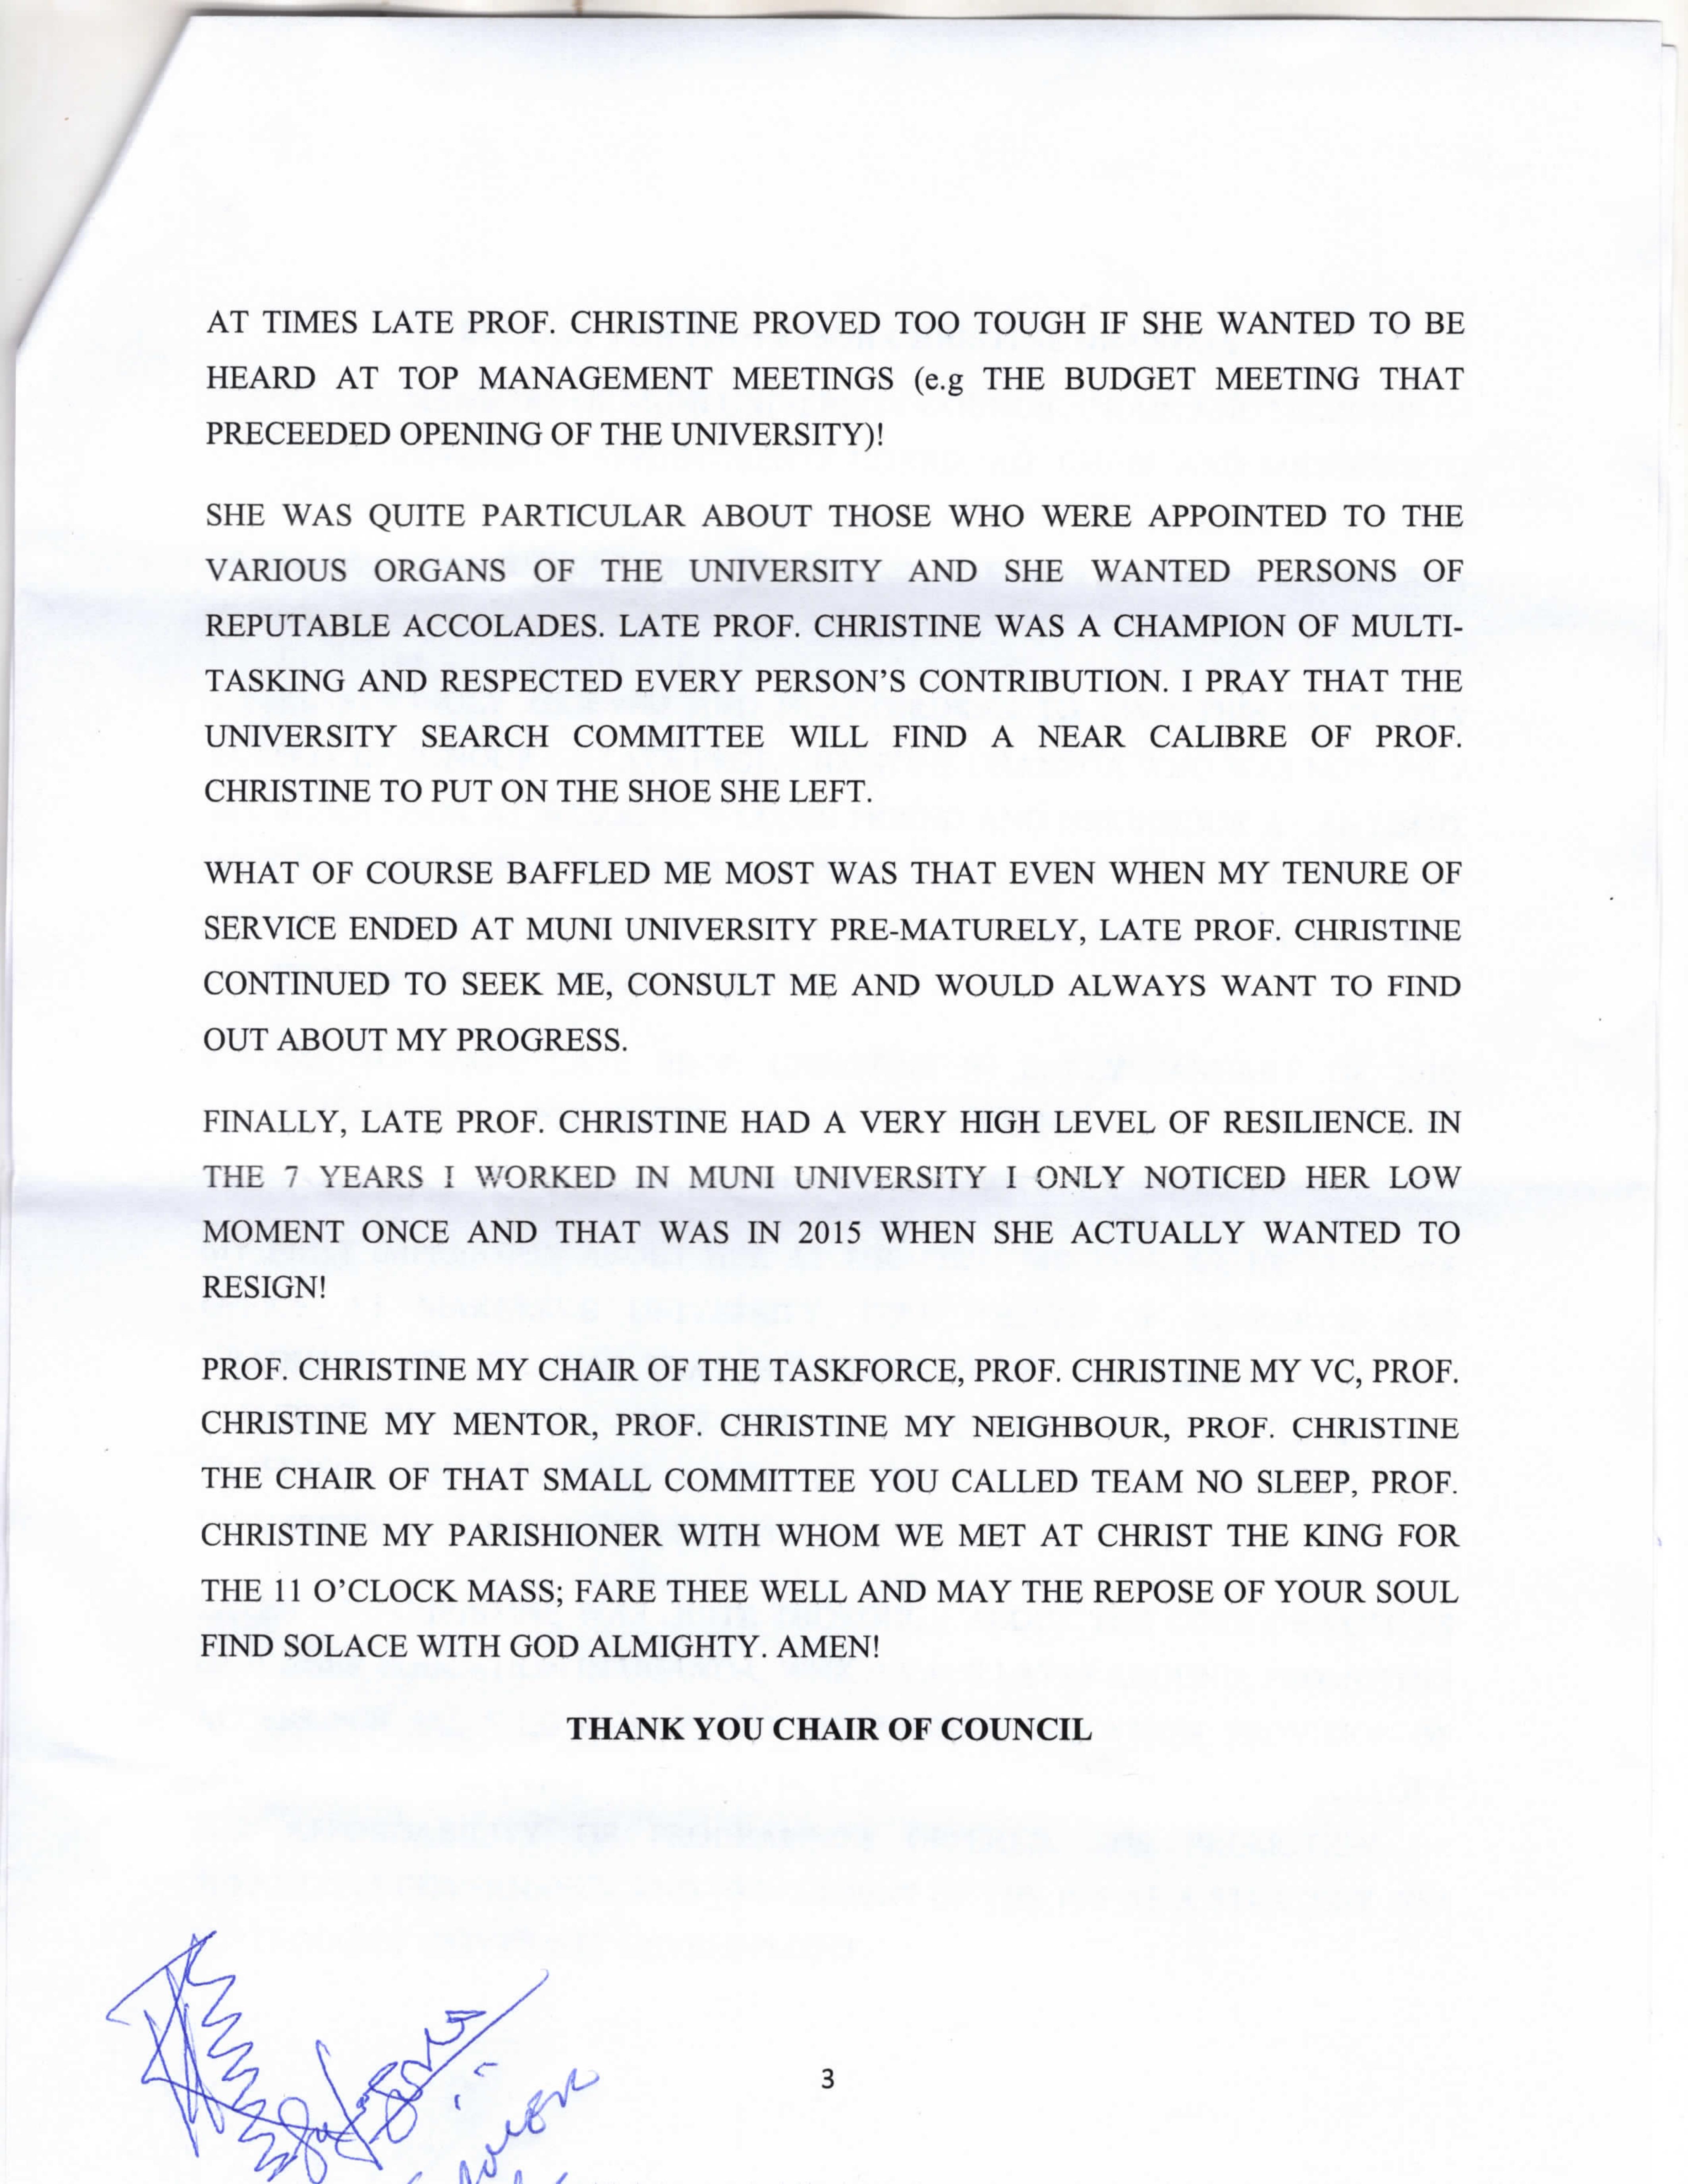 AT TIMES LATE PROF. CHRISTINE PROVED TOO TOUGH IF SHE WANTED TO BE
HEARD AT TOP MANAGEMENT MEETINGS (e.g THE BUDGET MEETING THAT
PRECEEDED OPENING OF THE UNIVERSITY)!
SHE WAS QUITE PARTICULAR ABOUT THOSE WHO WERE APPOINTED TO THE
VARIOUS ORGANS OF THE UNIVERSITY AND SHE WANTED PERSONS OF
REPUTABLE ACCOLADES. LATE PROF. CHRISTINE WAS A CHAMPION OF MULTI-
TASKING AND RESPECTED EVERY PERSON'S CONTRIBUTION. I PRAY THAT THE
UNIVERSITY SEARCH COMMITTEE WILL FIND A NEAR CALIBRE OF PROF.
CHRISTINE TO PUT ON THE SHOE SHE LEFT.
WHAT OF COURSE BAFFLED ME MOST WAS THAT EVEN WHEN MY TENURE OF
SERVICE ENDED AT MUNI UNIVERSITY PRE-MATURELY, LATE PROF. CHRISTINE
CONTINUED TO SEEK ME, CONSULT ME AND WOULD ALWAYS WANT TO FIND
OUT ABOUT MY PROGRESS.
FINALLY, LATE PROF. CHRISTINE HAD A VERY HIGH LEVEL OF RESILIENCE. IN
THE 7 YEARS I WORKED IN MUNI UNIVERSITY I ONLY NOTICED HER LOW
MOMENT ONCE AND THAT WAS IN 2015 WHEN SHE ACTUALLY WANTED TO
RESIGN!
PROF. CHRISTINE MY CHAIR OF THE TASKFORCE, PROF. CHRISTINE MY VC, PROF.
CHRISTINE MY MENTOR, PROF. CHRISTINE MY NEIGHBOUR, PROF. CHRISTINE
THE CHAIR OF THAT SMALL COMMITTEE YOU CALLED TEAM NO SLEEP, PROF.
CHRISTINE MY PARISHIONER WITH WHOM WE MET AT CHRIST THE KING FOR
THE 11 O'CLOCK MASS; FARE THEE WELL AND MAY THE REPOSE OF YOUR SOUL
FIND SOLACE WITH GOD ALMIGHTY. AMEN!
THANK YOU CHAIR OF COUNCIL
3